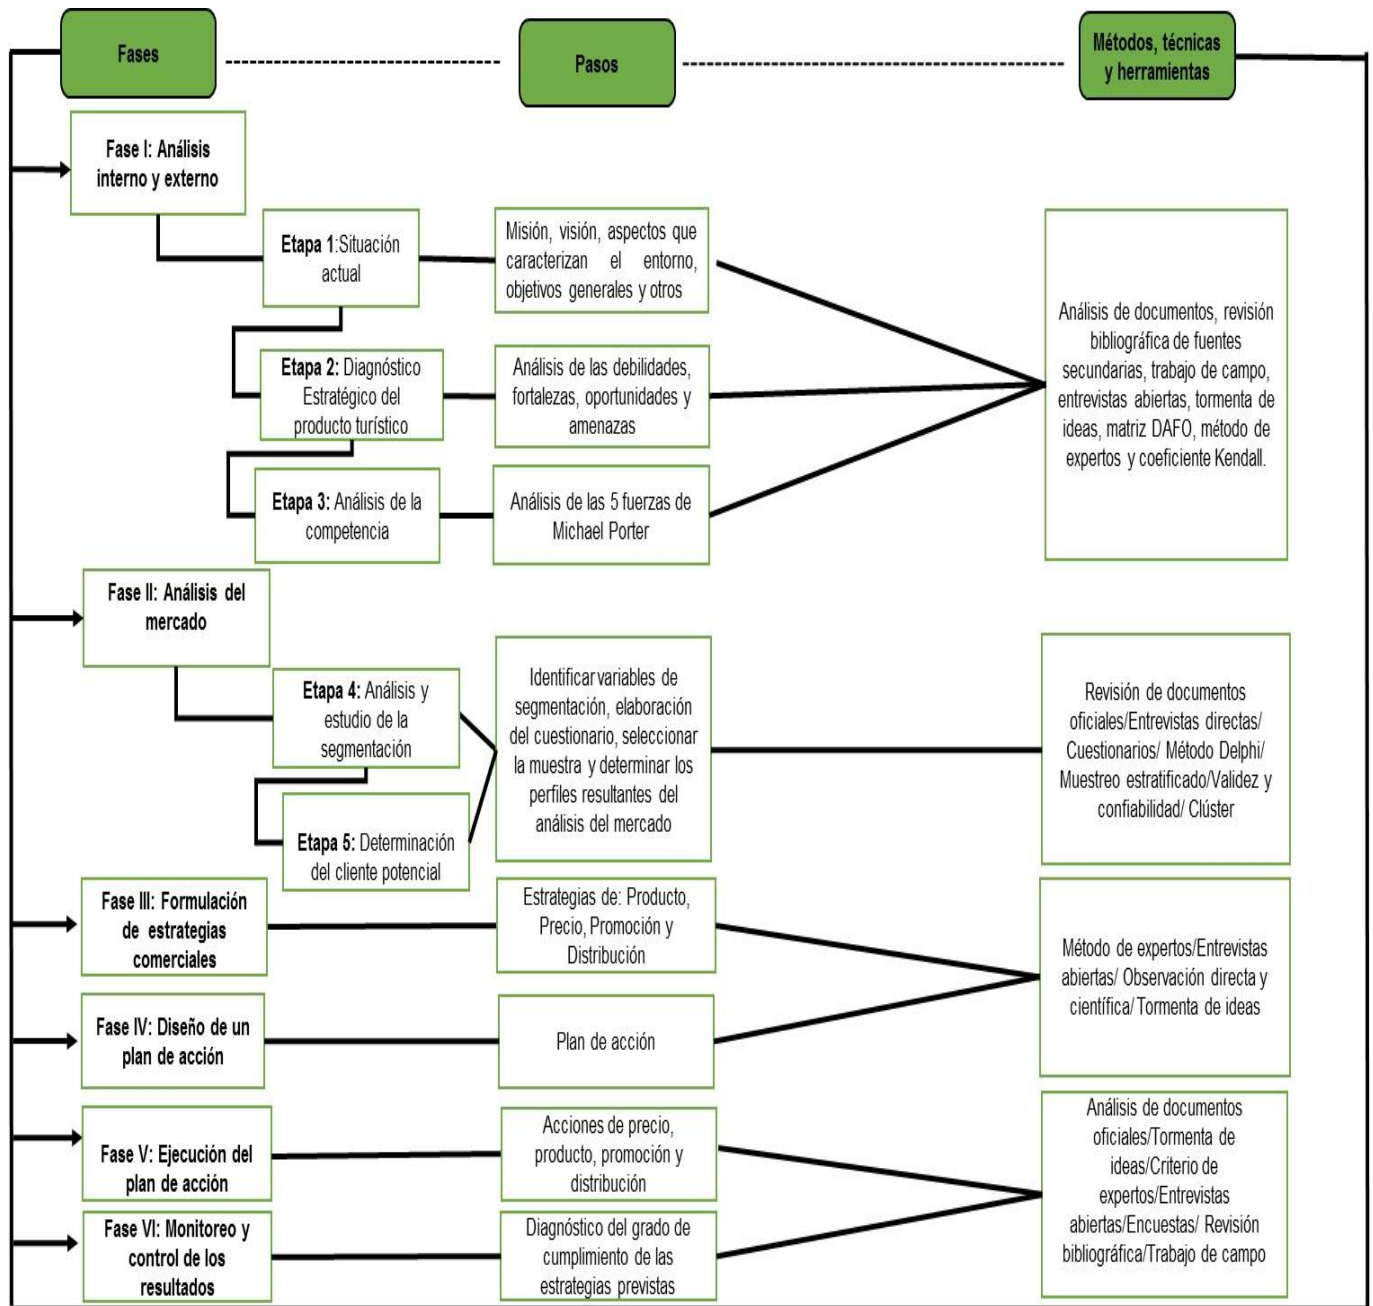 Fases
Pasos
Métodos, técnicas
y herramientas
Fase I: Análisis
interno y externo
Etapa 1:Situación
actual
Misión, visión, aspectos que
caracterizan el entorno,
objetivos generales y otros
Análisis de documentos, revisión
bibliográfica de fuentes
secundarias, trabajo de campo,
entrevistas abiertas, tormenta de
ideas, matriz DAFO, método de
expertos y coeficiente Kendall.
Etapa 2: Diagnóstico
Estratégico del
producto turístico
Análisis de las debilidades,
fortalezas, oportunidades y
amenazas
Etapa 3: Análisis de la
competencia
Análisis de las 5 fuerzas de
Michael Porter
Fase II: Análisis del
mercado
Etapa 4: Análisis y
estudio de la
segmentación
Identificar variables de
segmentación, elaboración
del cuestionario, seleccionar
la muestra y determinar los
perfiles resultantes del
análisis del mercado
Revisión de documentos
oficiales/Entrevistas directas/
Cuestionarios/ Método Delphi/
Muestreo estratificado/Validez y
confiabilidad/ Clúster
Etapa 5: Determinación
del cliente potencial
Fase III: Formulación
de estrategias
comerciales
Estrategias de: Producto,
Precio, Promoción y
Distribución
Método de expertos/Entrevistas
abiertas/ Observación directa y
científica/ Tormenta de ideas
Fase IV: Diseño de un
plan de acción
Plan de acción
Fase V: Ejecución del
plan de acción
Acciones de precio,
producto, promoción y
distribución
Análisis de documentos
oficiales/Tormenta de
ideas/Criterio de
expertos/Entrevistas
abiertas/Encuestas/ Revisión
bibliográfica/Trabajo de campo
Fase VI: Monitoreo y
control de los
resultados
Diagnóstico del grado de
cumplimiento de las
estrategias previstas